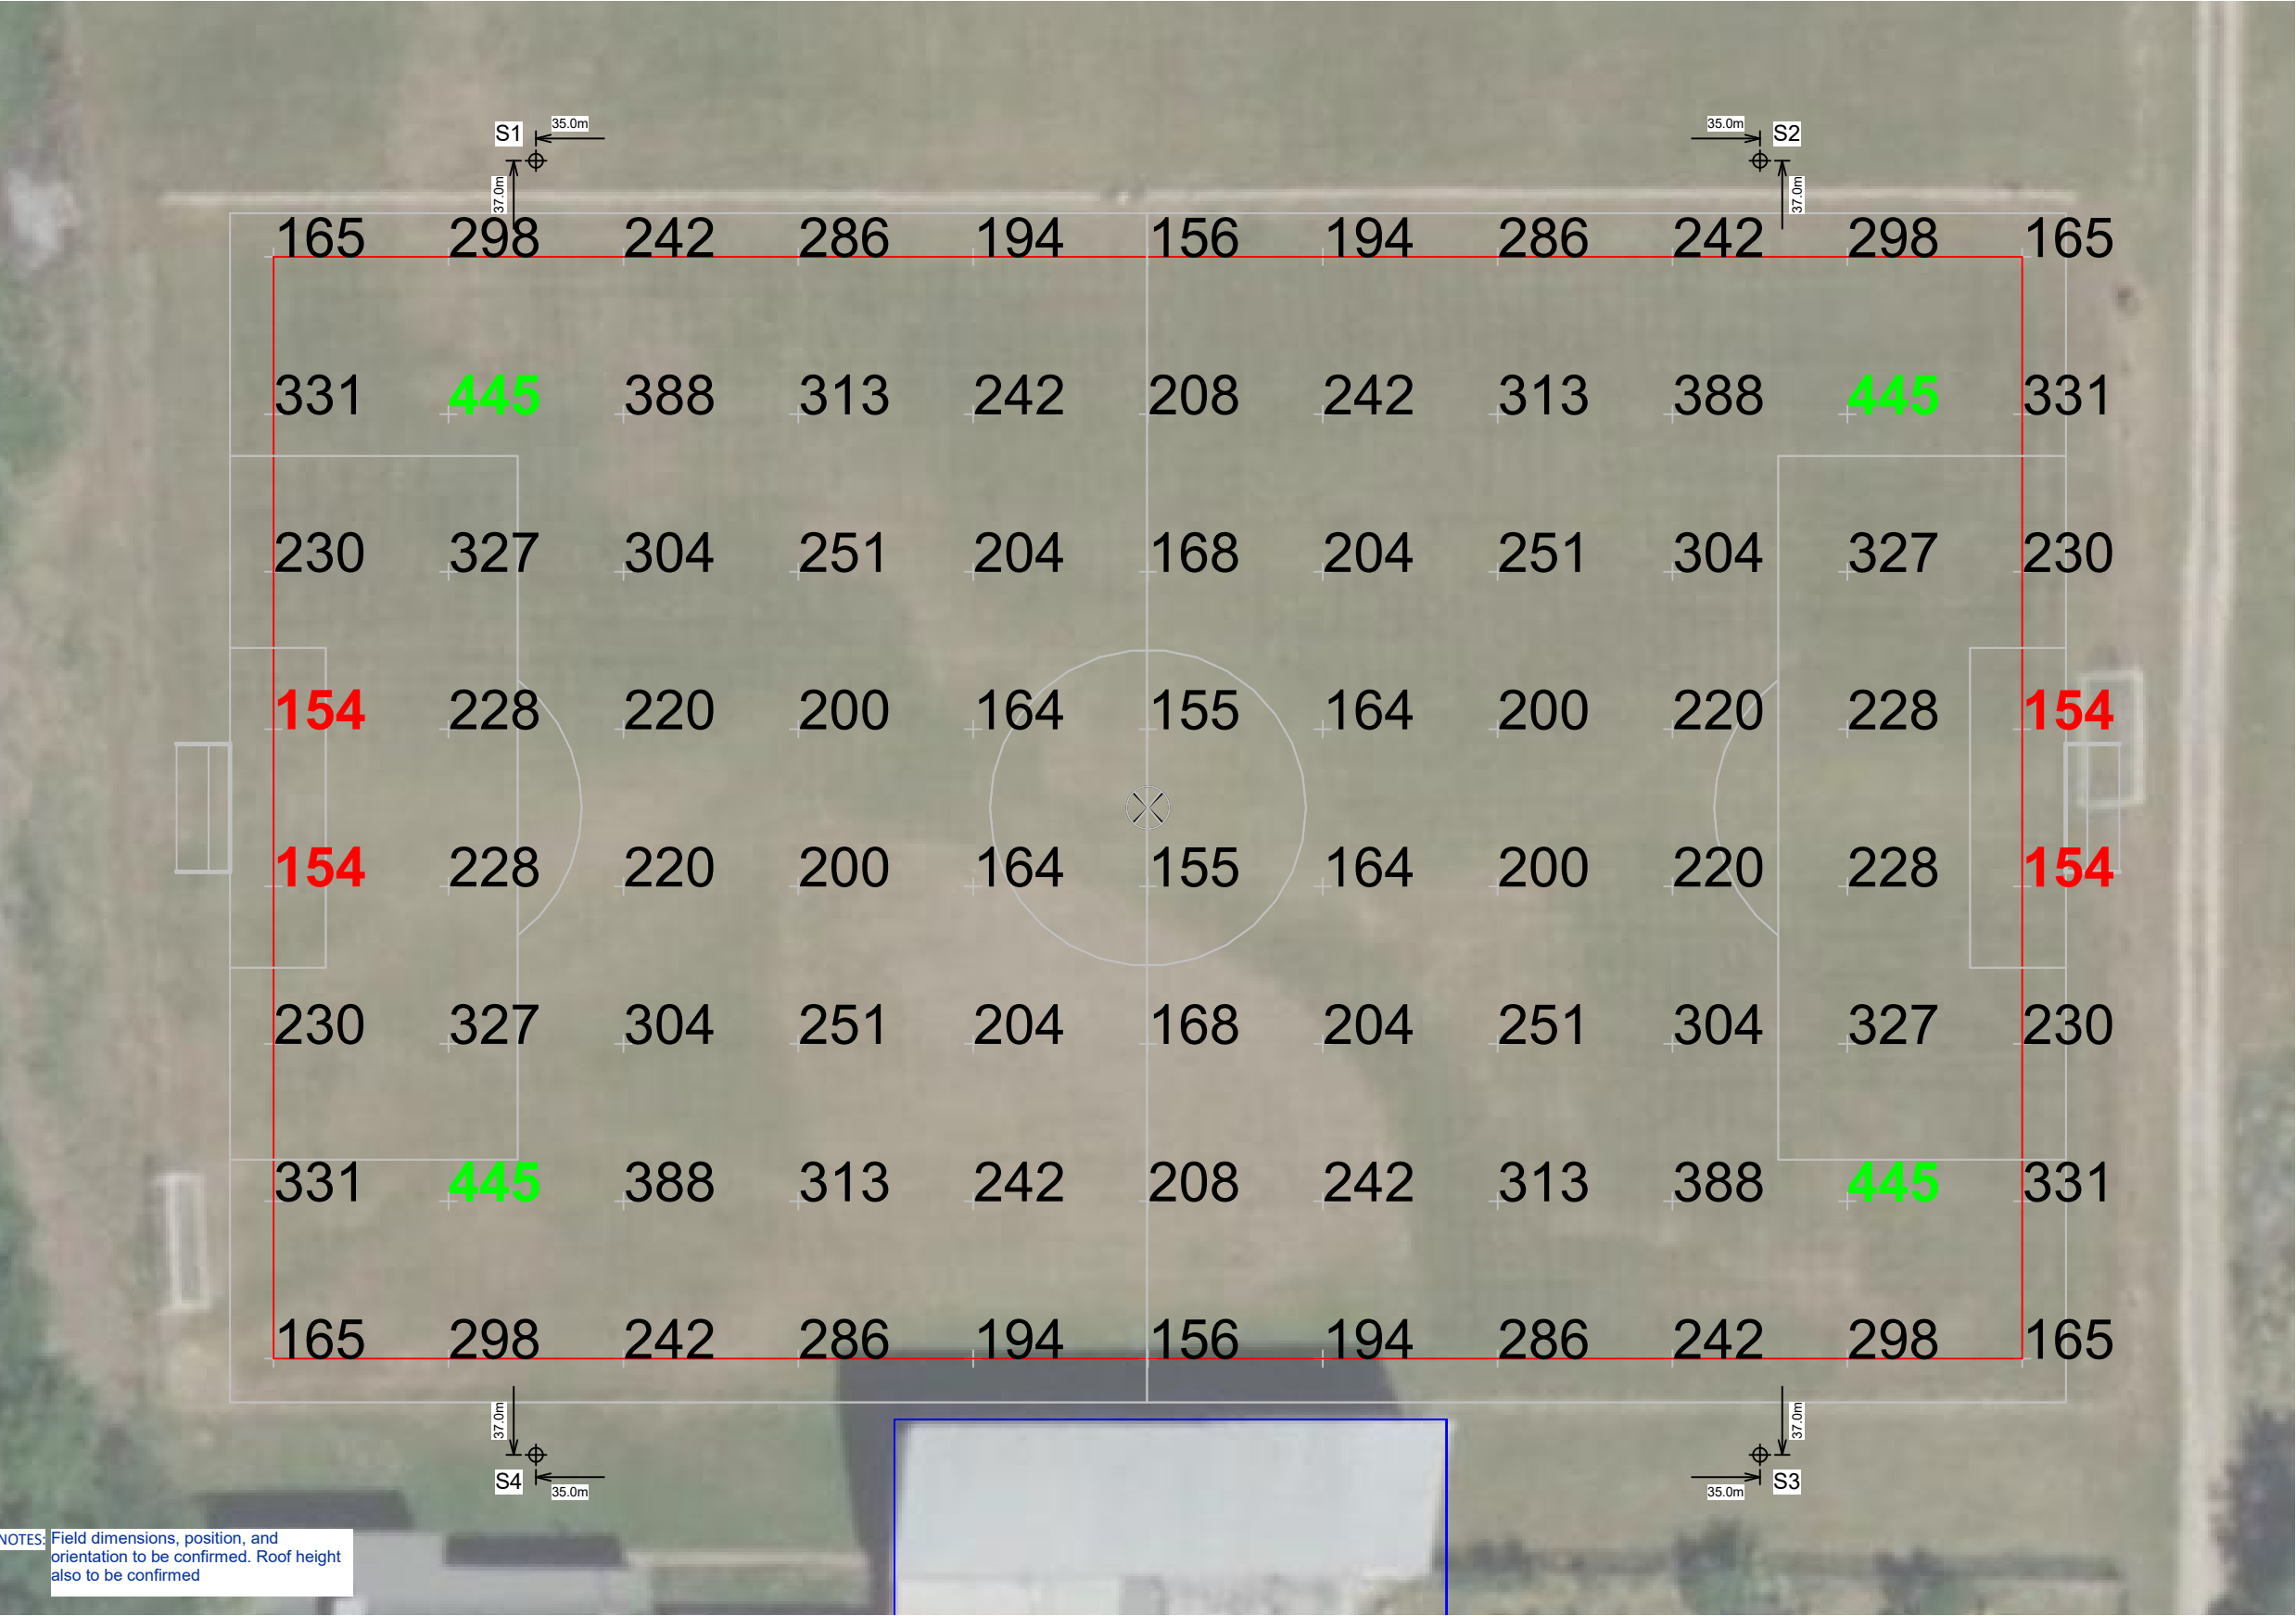 S1 35.0m 35.0m S2
37.0m 37.0m
165 298 242 286 194 156 194 286 242 298 165
331 445 388 313 242 208 242 313 388 445 331
230 327 304 251 204 168 204 251 304 327 230
154 228 220 200 164 155 164 200 220 228 154
154 228 220 200 164 155 164 200 220 228 154
230 327 304 251 204 168 204 251 304 327 230
331 445 388 313 242 208 242 313 388 445 331
165 298 242 286 194 156 194 286 242 298 165
37.0m 37.0m
S4 35.0m 35.0m S3
NOTES: Field dimensions, position, and
orientation to be confirmed. Roof height
also to be confirmed